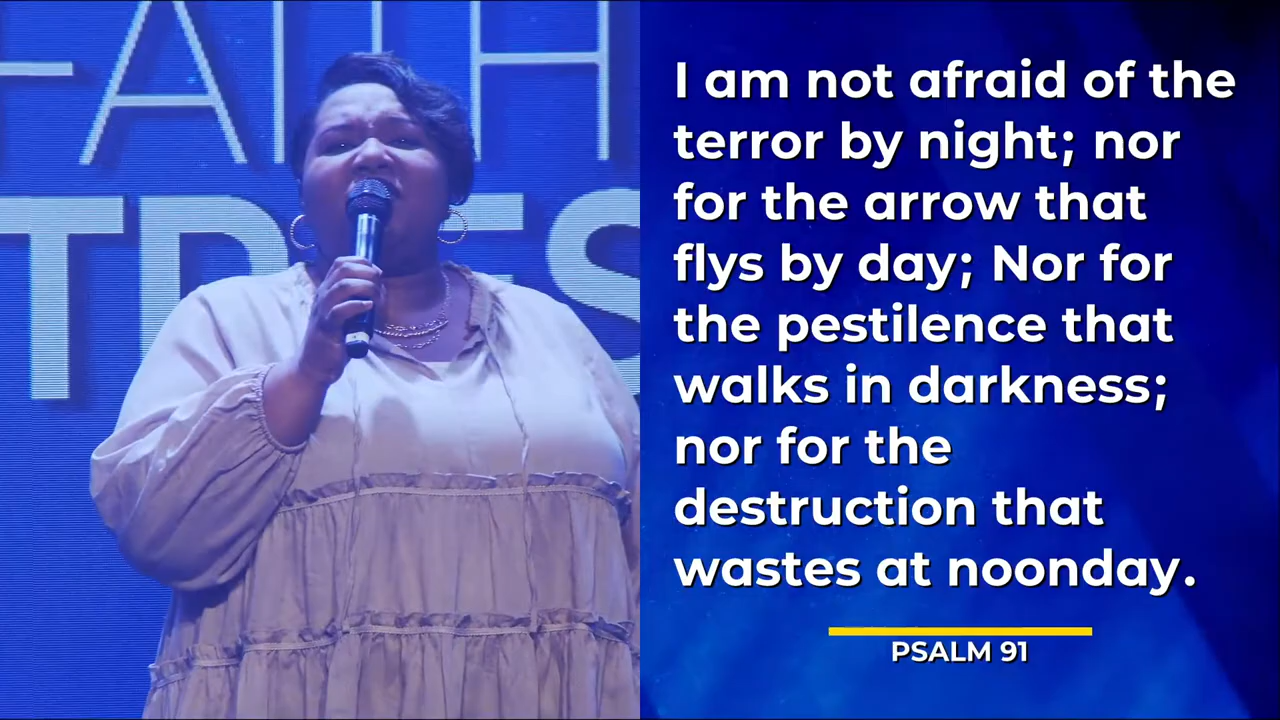 FAITH
I am not afraid of the
terror by night; nor
for the arrow that
flys by day; Nor for
the pestilence that
walks in darkness;
nor for the
destruction that
wastes at noonday.
PSALM 91